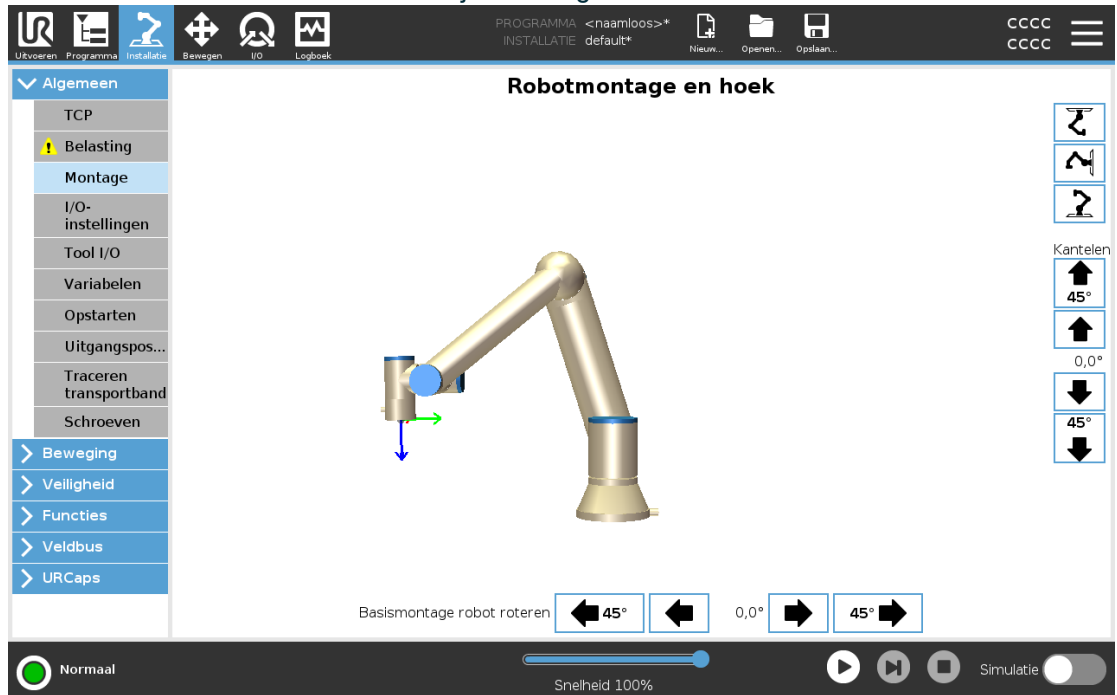 PROGRAMMA <naamloos>*
INSTALLATIE default*
Uitvoeren Programma Installatie Bewegen I/O Logboek Nieuw... Openen... Opslaan...
cccc
cccc
Algemeen
TCP
Belasting
Montage
I/O-
instellingen
Tool I/O
Variabelen
Opstarten
Uitgangspos...
Traceren
transportband
Schroeven
Beweging
Veiligheid
Functies
Veldbus
URCaps
Robotmontage en hoek
Kantelen
45°
0,0°
45°
Basismontage robot roteren 45° 0,0° 45°
Normaal
Snelheid 100%
Simulatie